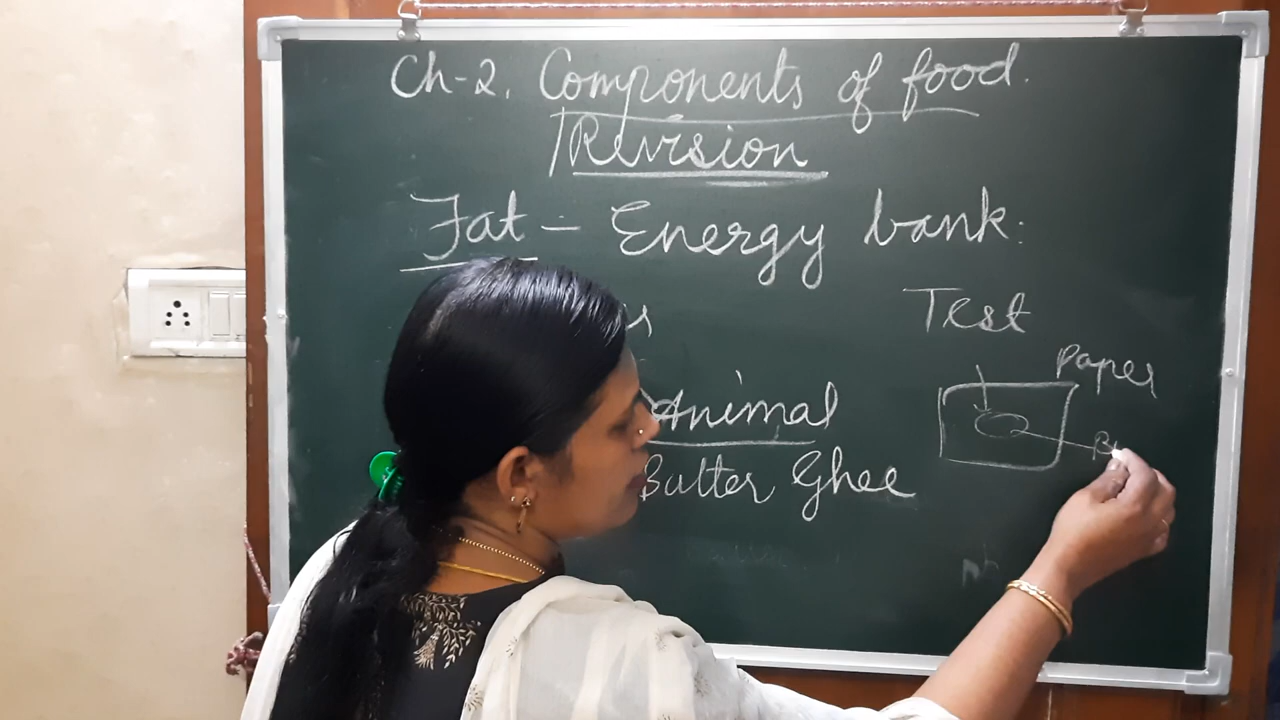 Ch-2. Components of food.
Revision
Fat - Energy bank:
Test
Paper
Animal
Butter Ghee